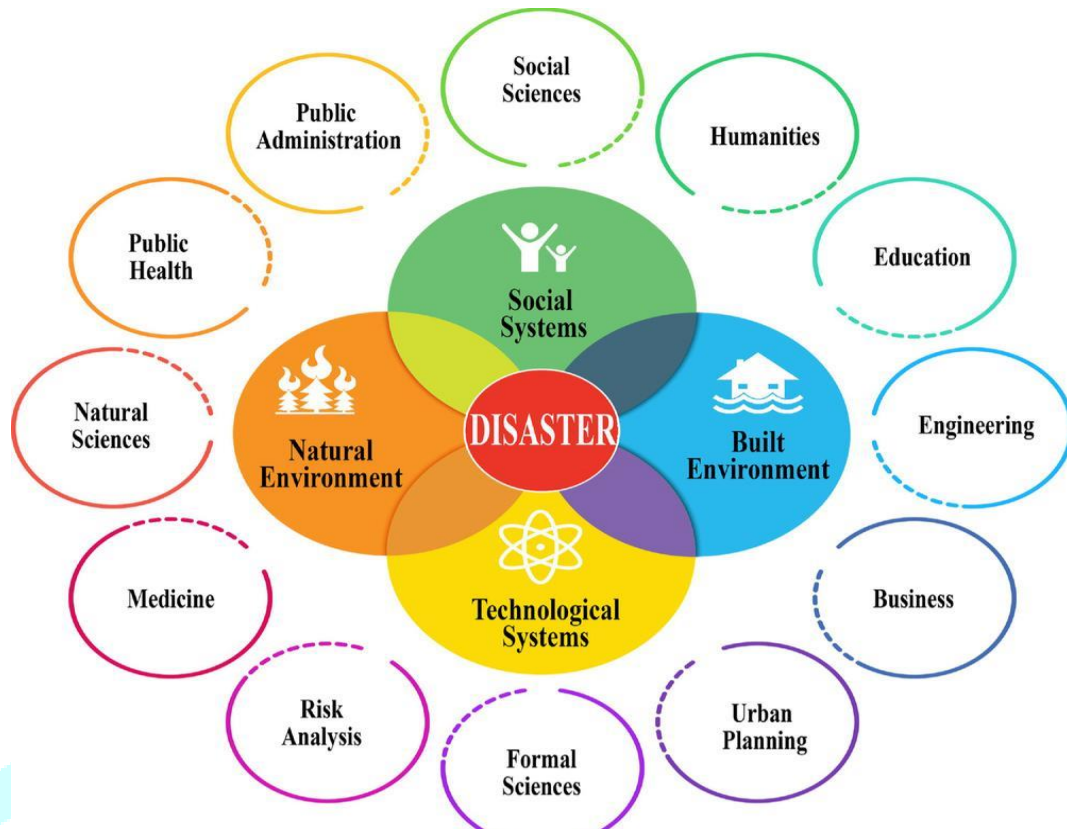 Social
Sciences
Humanities
Education
Engineering
Business
Urban
Planning
Formal
Sciences
Risk
Analysis
Medicine
Natural
Sciences
Public
Health
Public
Administration
Social
Systems
Built
Environment
Technological
Systems
Natural
Environment
DISASTER